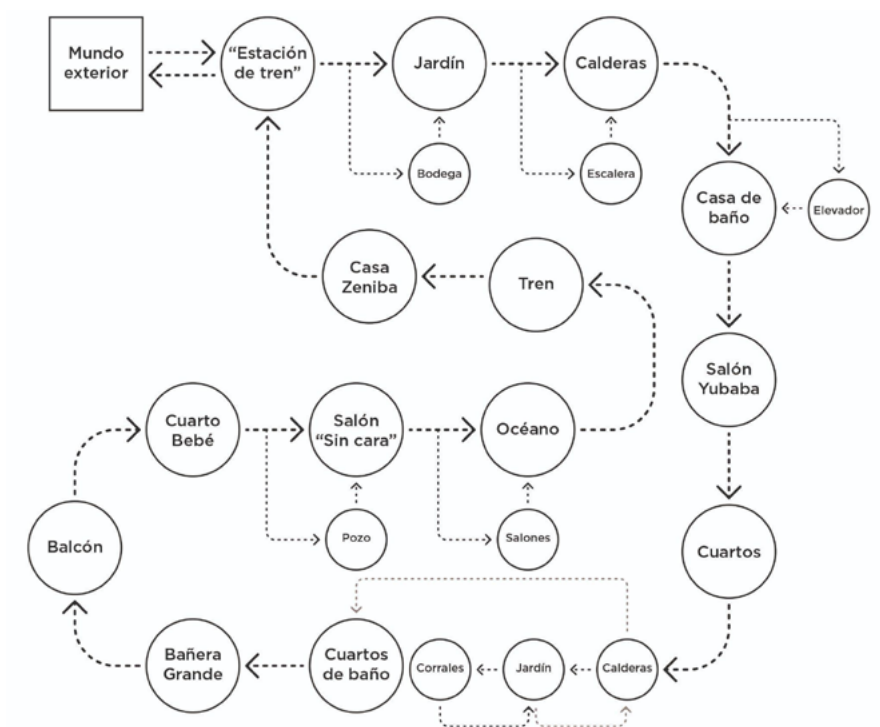 Mundo
exterior
“Estación
de tren”
Jardín
Calderas
Bodega
Escalera
Casa de
baño
Elevador
Casa
Zeniba
Tren
Salón
Yubaba
Cuarto
Bebé
Salón
“Sin cara”
Océano
Pozo
Salones
Balcón
Cuartos
Bañera
Grande
Cuartos
de baño
Corrales
Jardín
Calderas